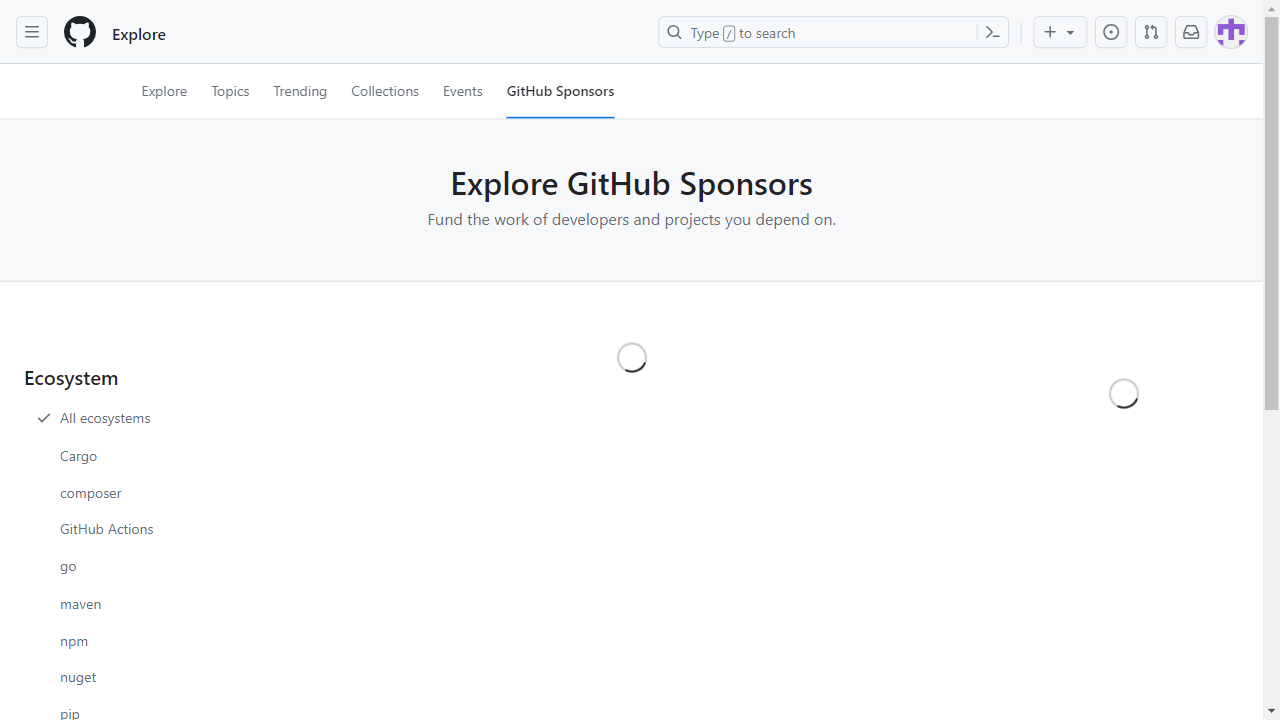 Explore
Type / to search
Explore Topics Trending Collections Events GitHub Sponsors
Explore GitHub Sponsors
Fund the work of developers and projects you depend on.
Ecosystem
All ecosystems
Cargo
composer
GitHub Actions
go
maven
npm
nuget
pip